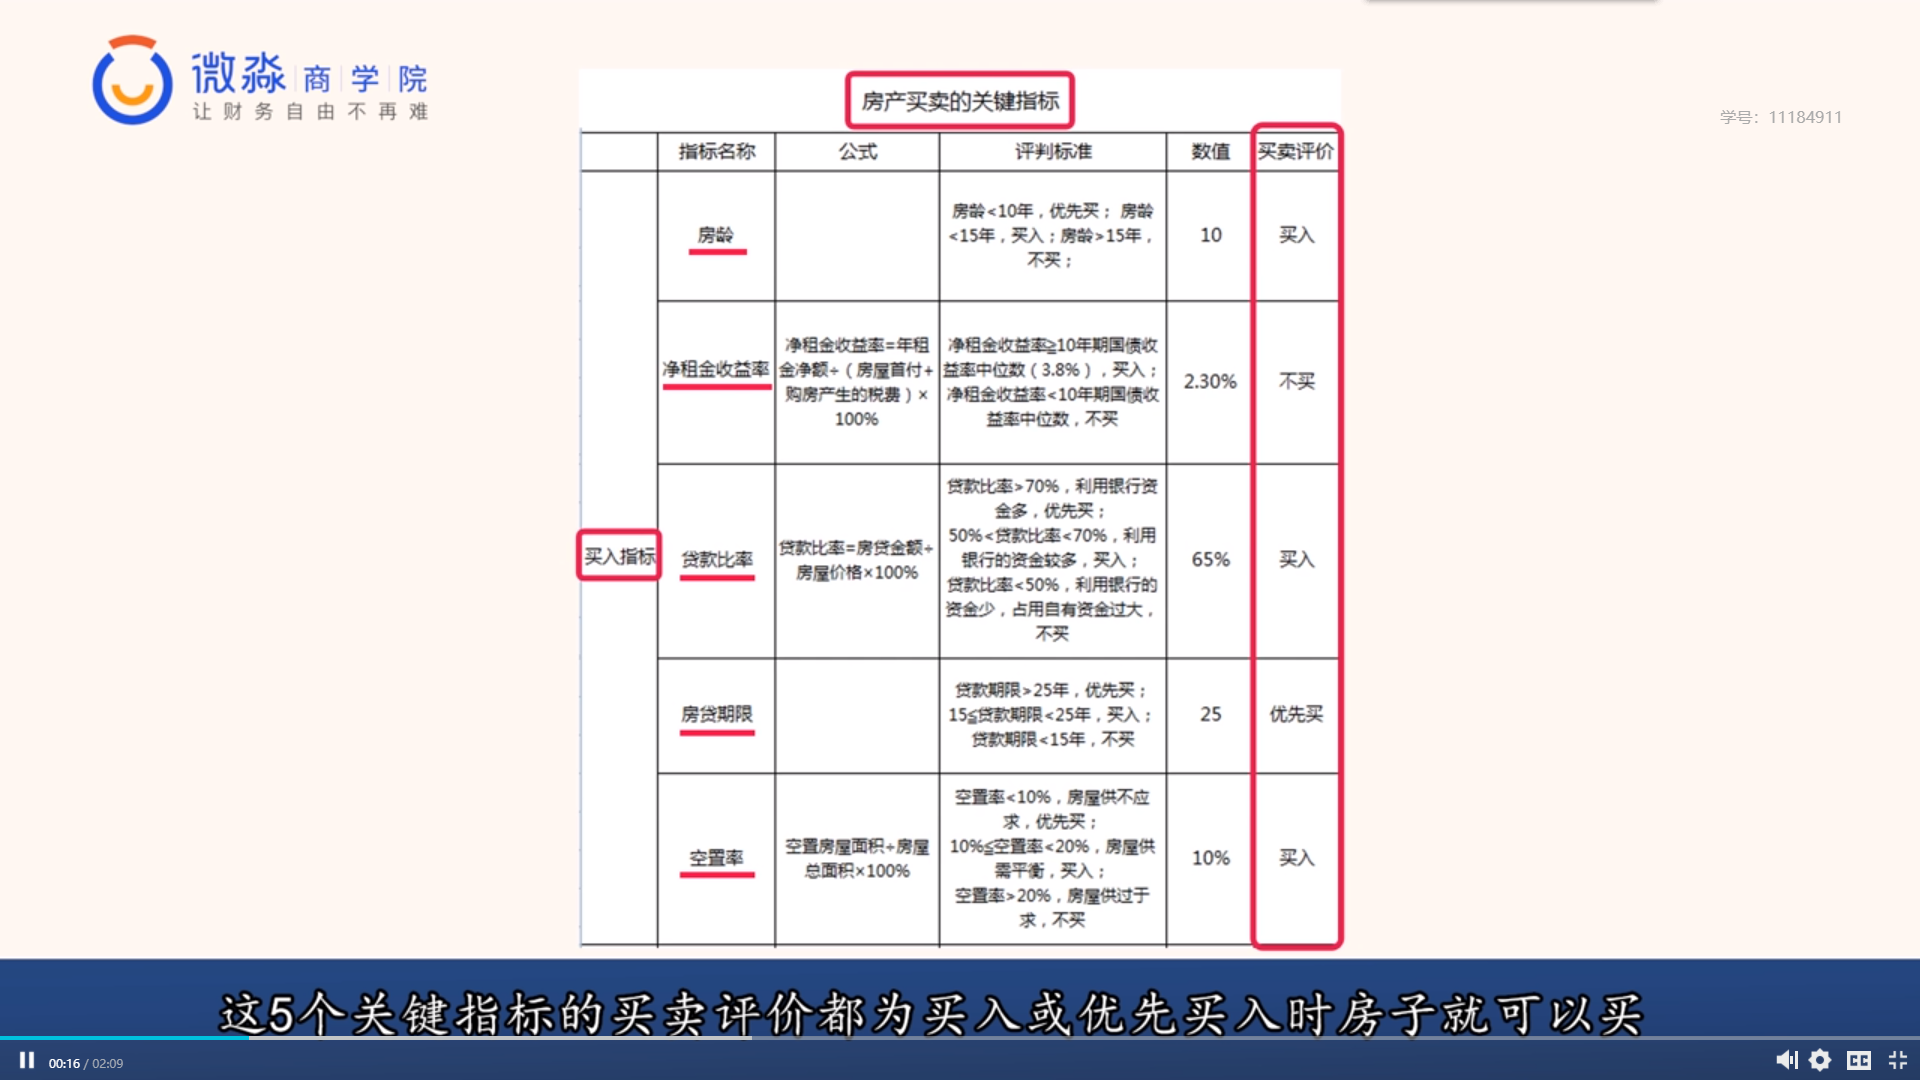 微淼商学院
让财务自由不再难
学号：11184911
房产买卖的关键指标
指标名称 公式 评判标准 数值 买卖评价
买入指标
房龄
房龄<10年，优先买； 房龄
<15年，买入；房龄>15年，
不买；
10
买入
净租金收益率
净租金收益率=年租
金净额÷（房屋首付+
购房产生的税费）×
100%
净租金收益率≧10年期国债收
益率中位数（3.8%），买入；
净租金收益率<10年期国债收
益率中位数，不买
2.30%
不买
贷款比率
贷款比率=房贷金额÷
房屋价格×100%
贷款比率>70%，利用银行资
金多，优先买；
50%<贷款比率<70%，利用
银行的资金较多，买入；
贷款比率<50%，利用银行的
资金少，占用自有资金过大，
不买
65%
买入
房贷期限
贷款期限>25年，优先买；
15≦贷款期限<25年，买入；
贷款期限<15年，不买
25
优先买
空置率
空置房屋面积÷房屋
总面积×100%
空置率<10%，房屋供不应
求，优先买；
10%≦空置率<20%，房屋供
需平衡，买入；
空置率>20%，房屋供过于
求，不买
10%
买入
这5个关键指标的买卖评价都为买入或优先买入时房子就可以买
00:16 / 02:09
CC